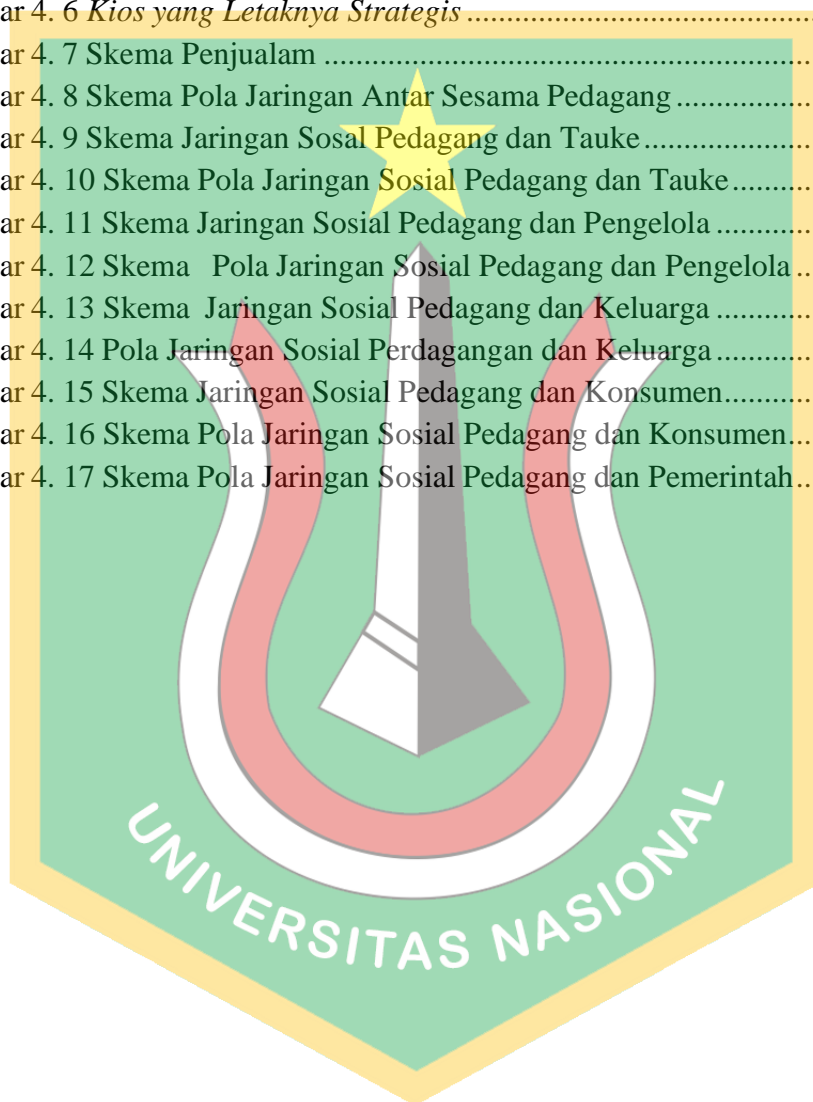 ar 4. 6 Kios yang Letaknya Strategis ........................................
ar 4. 7 Skema Penjualam ........................................................
ar 4. 8 Skema Pola Jaringan Antar Sesama Pedagang ................
ar 4. 9 Skema Jaringan Sosal Pedagang dan Tauke ....................
ar 4. 10 Skema Pola Jaringan Sosial Pedagang dan Tauke ..........
ar 4. 11 Skema Jaringan Sosial Pedagang dan Pengelola ............
ar 4. 12 Skema   Pola Jaringan Sosial Pedagang dan Pengelola ..
ar 4. 13 Skema  Jaringan Sosial Pedagang dan Keluarga ............
ar 4. 14 Pola Jaringan Sosial Perdagangan dan Keluarga ............
ar 4. 15 Skema Jaringan Sosial Pedagang dan Konsumen ...........
ar 4. 16 Skema Pola Jaringan Sosial Pedagang dan Konsumen ...
ar 4. 17 Skema Pola Jaringan Sosial Pedagang dan Pemerintah ..
UNIVERSITAS NASIONAL